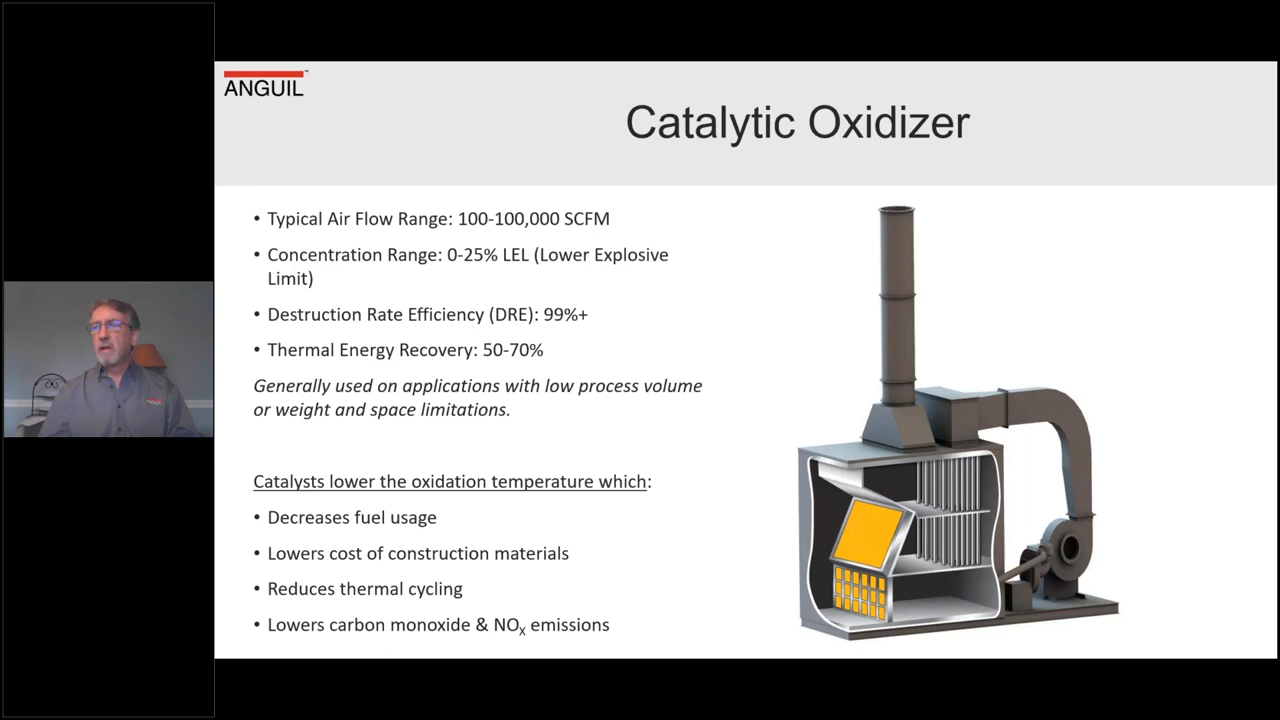 ANGUIL™
Catalytic Oxidizer
• Typical Air Flow Range: 100-100,000 SCFM
• Concentration Range: 0-25% LEL (Lower Explosive
Limit)
• Destruction Rate Efficiency (DRE): 99%+
• Thermal Energy Recovery: 50-70%
Generally used on applications with low process volume
or weight and space limitations.
Catalysts lower the oxidation temperature which:
• Decreases fuel usage
• Lowers cost of construction materials
• Reduces thermal cycling
• Lowers carbon monoxide & NOX emissions